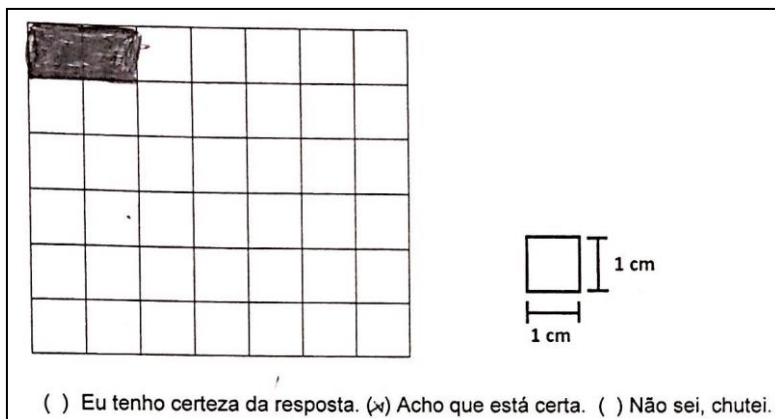 1 cm
1 cm
( ) Eu tenho certeza da resposta. (x) Acho que está certa. ( ) Não sei, chutei.